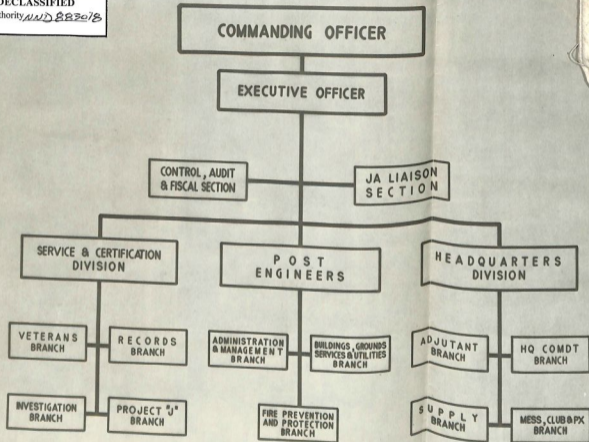 DECLASSIFIED
thority NND 883078
COMMANDING OFFICER
EXECUTIVE OFFICER
CONTROL, AUDIT
& FISCAL SECTION
JA LIAISON
SECTION
SERVICE & CERTIFICATION
DIVISION
POST
ENGINEERS
HEADQUARTERS
DIVISION
VETERANS
BRANCH
RECORDS
BRANCH
ADMINISTRATION
& MANAGEMENT
BRANCH
BUILDINGS, GROUNDS
SERVICES & UTILITIES
BRANCH
ADJUTANT
BRANCH
HQ COMDT
BRANCH
INVESTIGATION
BRANCH
PROJECT "J"
BRANCH
FIRE PREVENTION
AND PROTECTION
BRANCH
SUPPLY
BRANCH
MESS, CLUB & PX
BRANCH